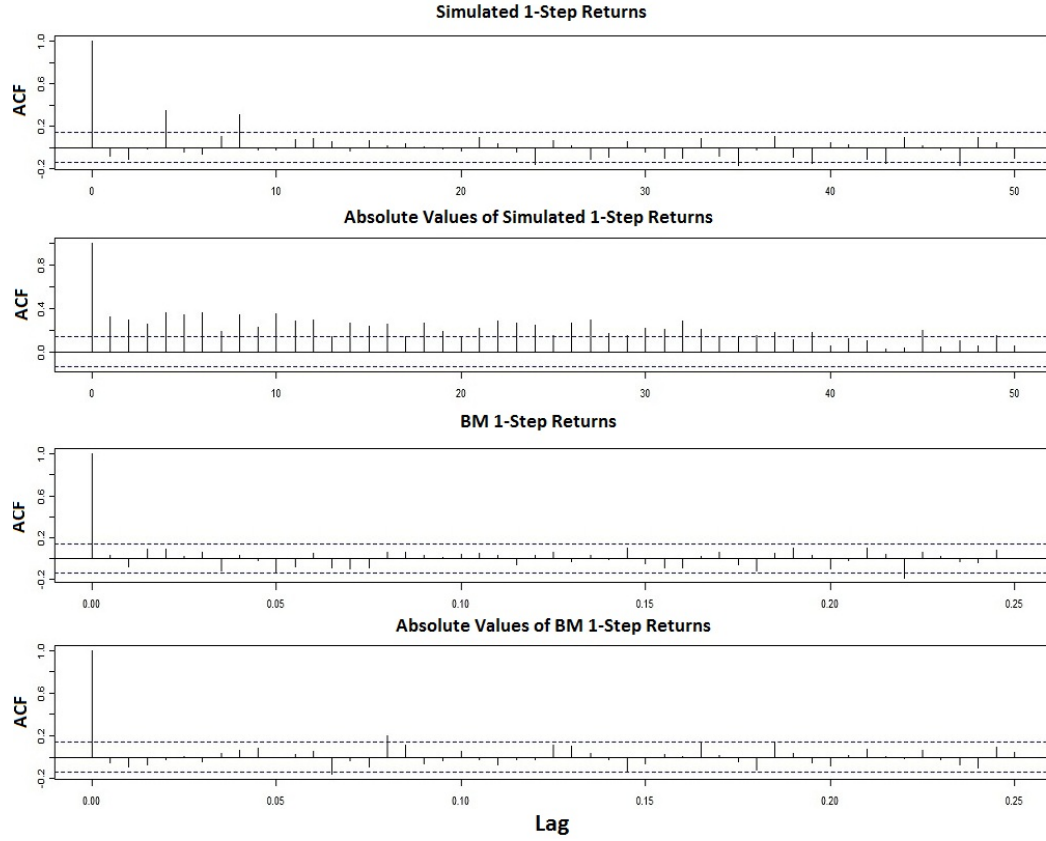 Simulated 1-Step Returns
ACF
-0.2 0.2 0.6 1.0
0 10 20 30 40 50
Absolute Values of Simulated 1-Step Returns
ACF
0.0 0.4 0.8
0 10 20 30 40 50
BM 1-Step Returns
ACF
-0.2 0.2 0.6 1.0
0.00 0.05 0.10 0.15 0.20 0.25
Absolute Values of BM 1-Step Returns
ACF
-0.2 0.2 0.6 1.0
0.00 0.05 0.10 0.15 0.20 0.25
Lag